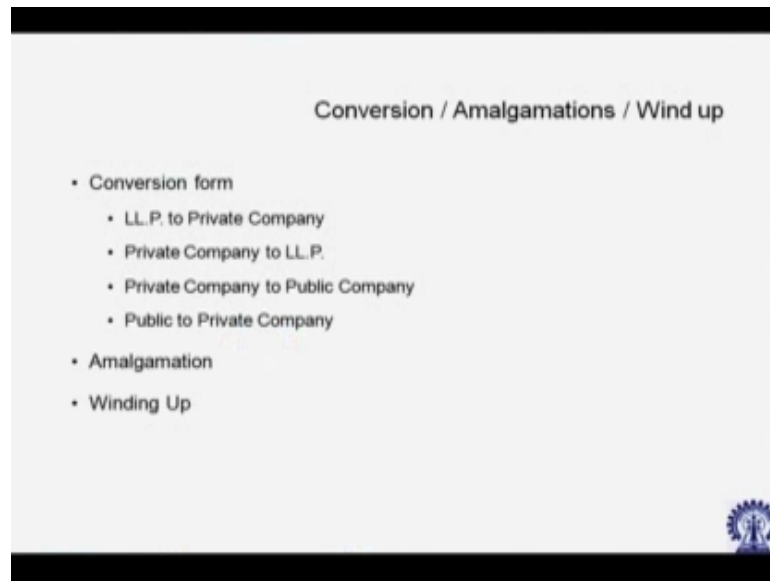 Conversion / Amalgamations / Wind up
• Conversion form
• LL.P. to Private Company
• Private Company to LL.P.
• Private Company to Public Company
• Public to Private Company
• Amalgamation
• Winding Up